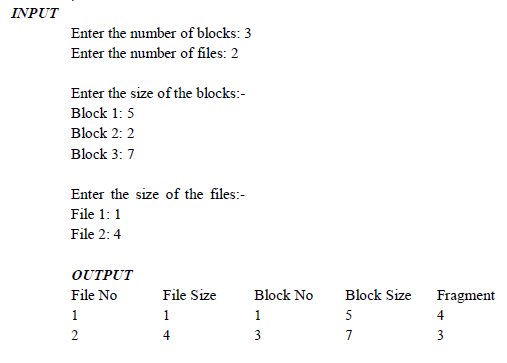 INPUT
Enter the number of blocks: 3
Enter the number of files: 2
Enter the size of the blocks:-
Block 1: 5
Block 2: 2
Block 3: 7
Enter the size of the files:-
File 1: 1
File 2: 4
OUTPUT
File No File Size Block No Block Size Fragment
1 1 1 5 4
2 4 3 7 3